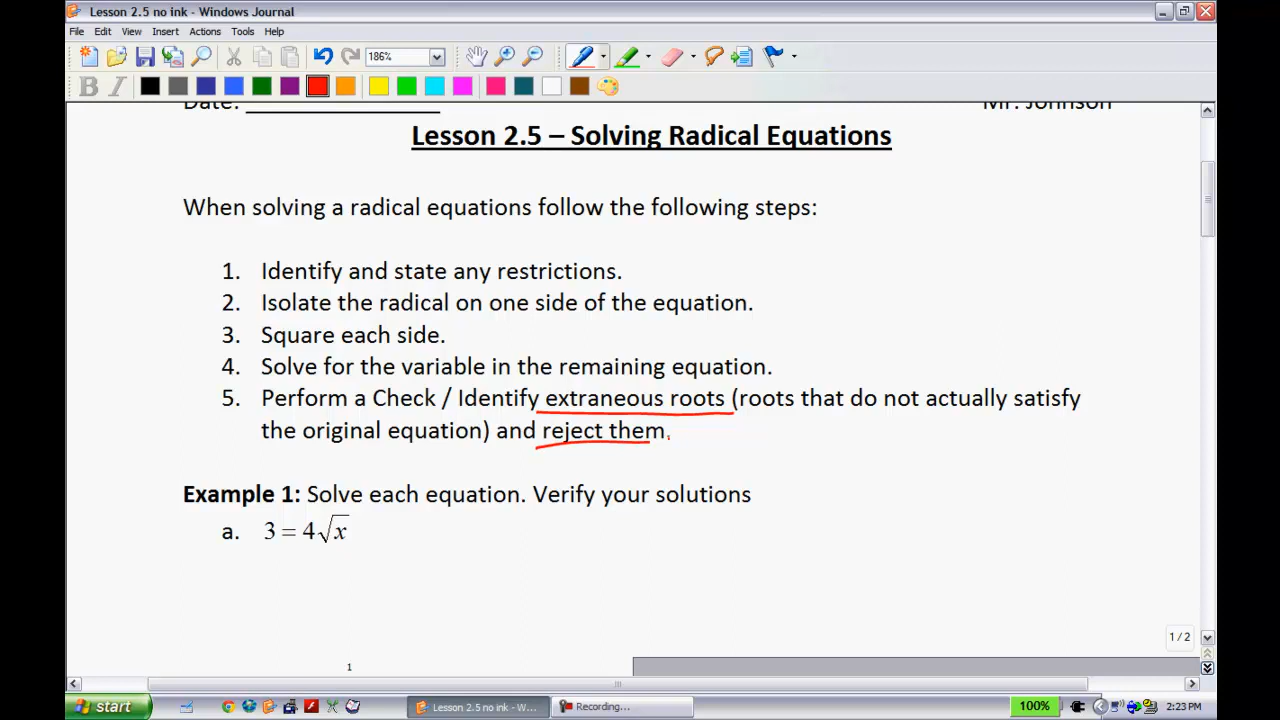 Lesson 2.5 no ink - Windows Journal
File Edit View Insert Actions Tools Help
186%
B I
Date: ____________ Mr. Johnson
Lesson 2.5 – Solving Radical Equations
When solving a radical equations follow the following steps:
1. Identify and state any restrictions.
2. Isolate the radical on one side of the equation.
3. Square each side.
4. Solve for the variable in the remaining equation.
5. Perform a Check / Identify extraneous roots (roots that do not actually satisfy
the original equation) and reject them.
Example 1: Solve each equation. Verify your solutions
a. 3 = 4√x
1 / 2
1
start Lesson 2.5 no ink - W... Recording... 100% 2:23 PM